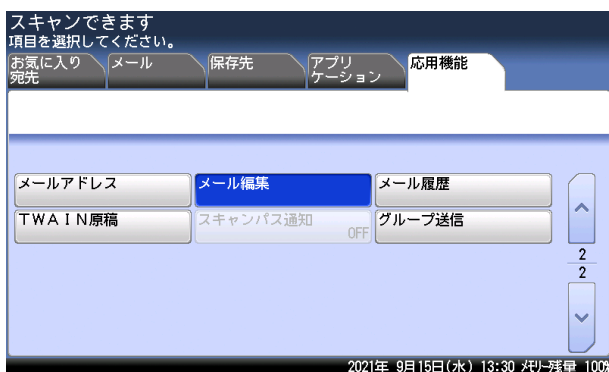 スキャンできます
項目を選択してください。
お気に入り
宛先
メール
保存先
アプリ
ケーション
応用機能
メールアドレス
メール編集
メール履歴
TWAIN原稿
スキャンパス通知
OFF
グループ送信
2
2
2021年 9月15日(水) 13:30 メモリー残量 100%